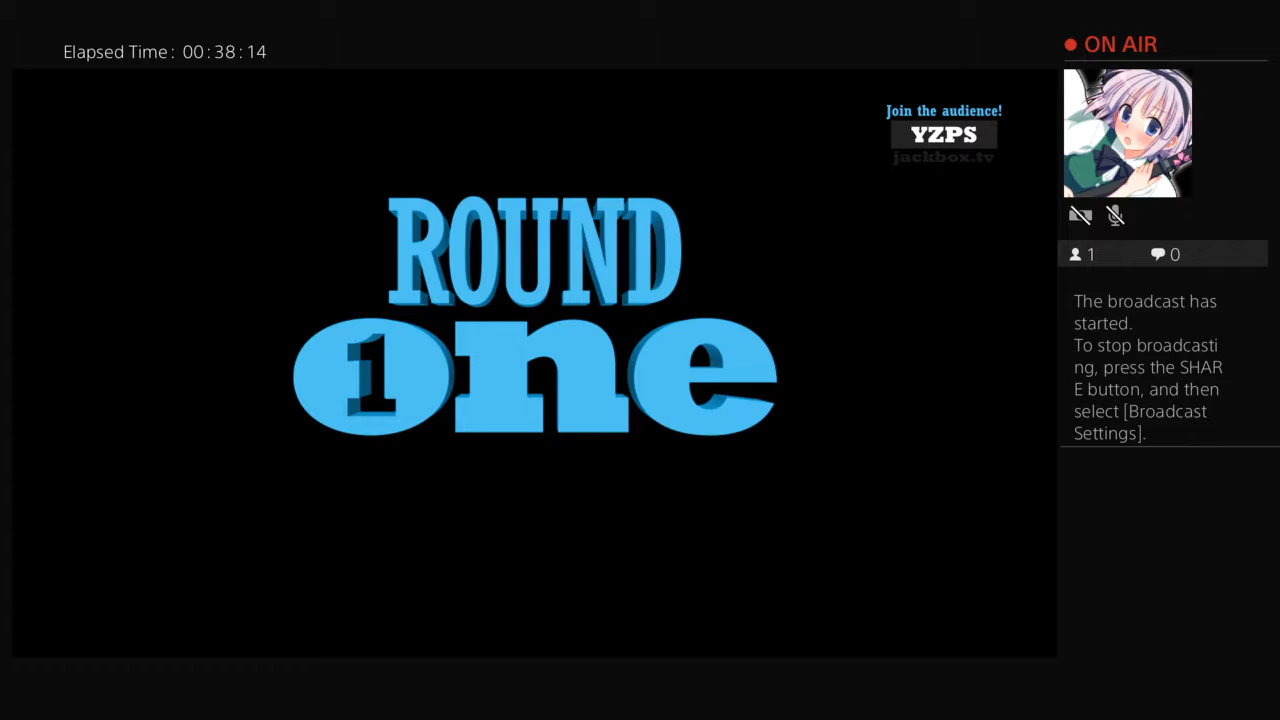 Elapsed Time: 00:38:14
ON AIR
Join the audience!
YZPS
jackbox.tv
ROUND
1
One
1
0
The broadcast has
started.
To stop broadcasti
ng, press the SHAR
E button, and then
select [Broadcast
Settings].